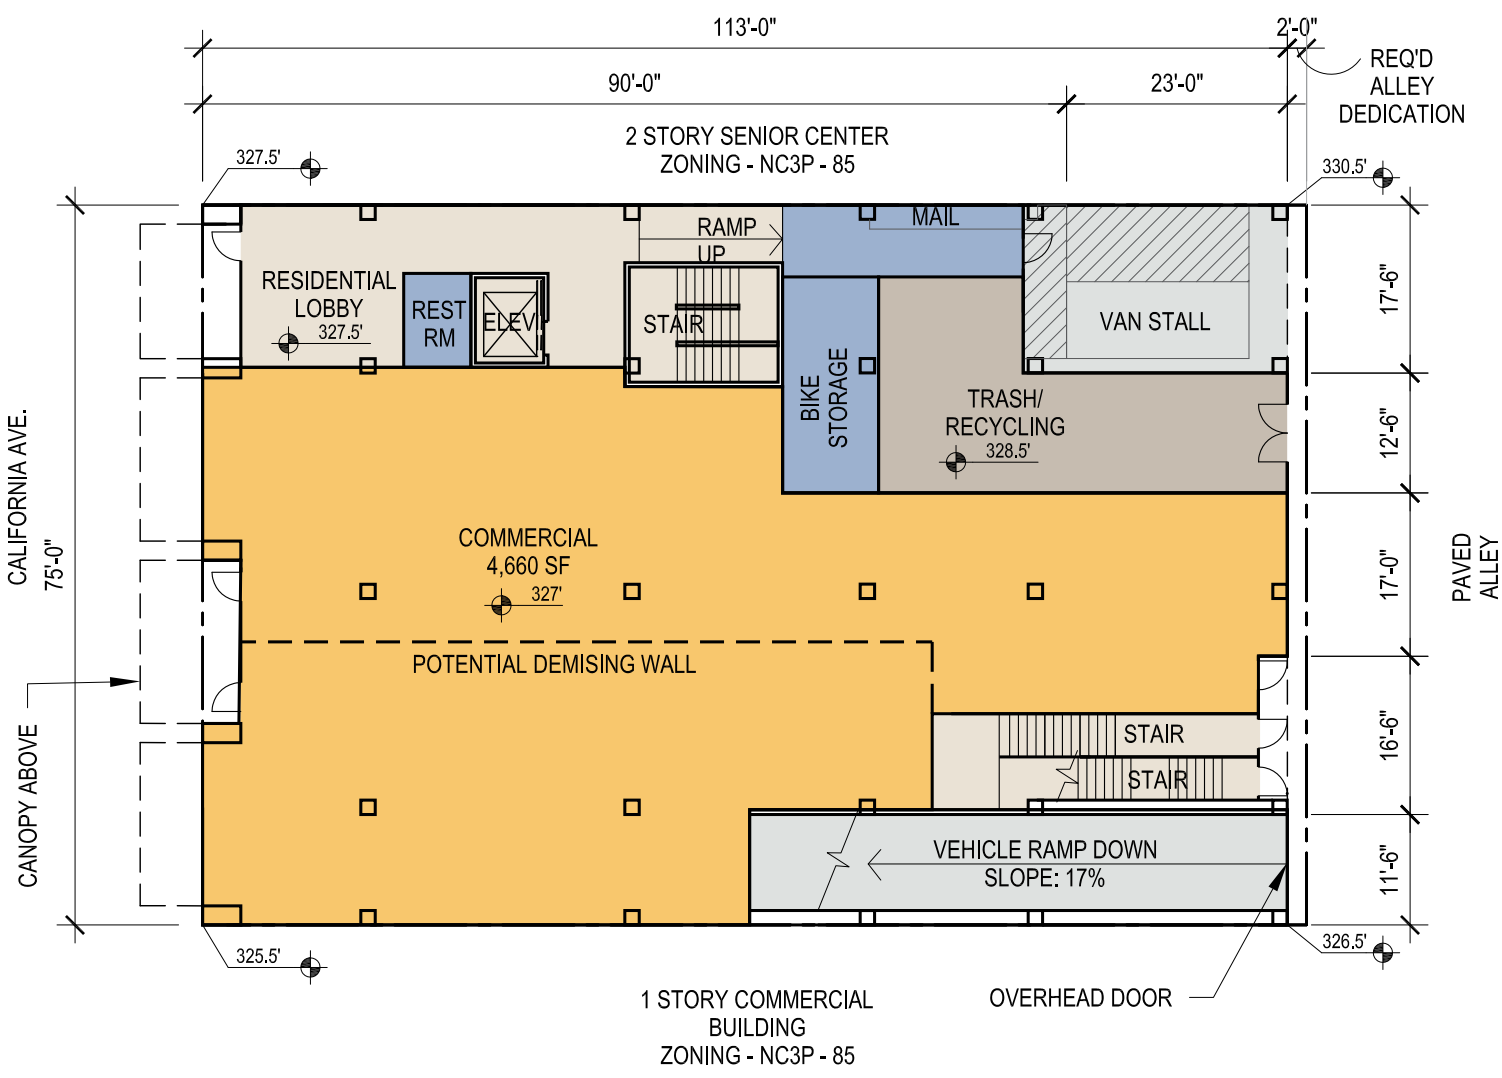 113'-0"
2'-0"
REQ'D
ALLEY
DEDICATION
90'-0"
23'-0"
2 STORY SENIOR CENTER
ZONING - NC3P - 85
327.5'
330.5'
RAMP
UP
MAIL
RESIDENTIAL
LOBBY
327.5'
REST
RM
ELEV
STAIR
VAN STALL
17'-6"
BIKE
STORAGE
TRASH/
RECYCLING
328.5'
12'-6"
CALIFORNIA AVE.
75'-0"
COMMERCIAL
4,660 SF
327'
17'-0"
PAVED
ALLEY
POTENTIAL DEMISING WALL
CANOPY ABOVE
STAIR
STAIR
16'-6"
VEHICLE RAMP DOWN
SLOPE: 17%
11'-6"
325.5'
326.5'
1 STORY COMMERCIAL
BUILDING
ZONING - NC3P - 85
OVERHEAD DOOR